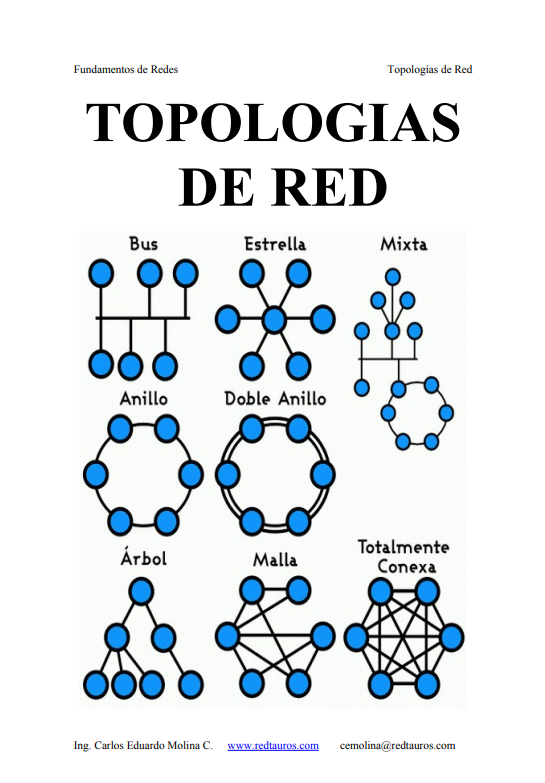 Fundamentos de Redes Topologías de Red
TOPOLOGIAS
DE RED
Bus Estrella Mixta
Anillo Doble Anillo
Árbol Malla Totalmente
Conexa
Ing. Carlos Eduardo Molina C. www.redtauros.com cemolina@redtauros.com